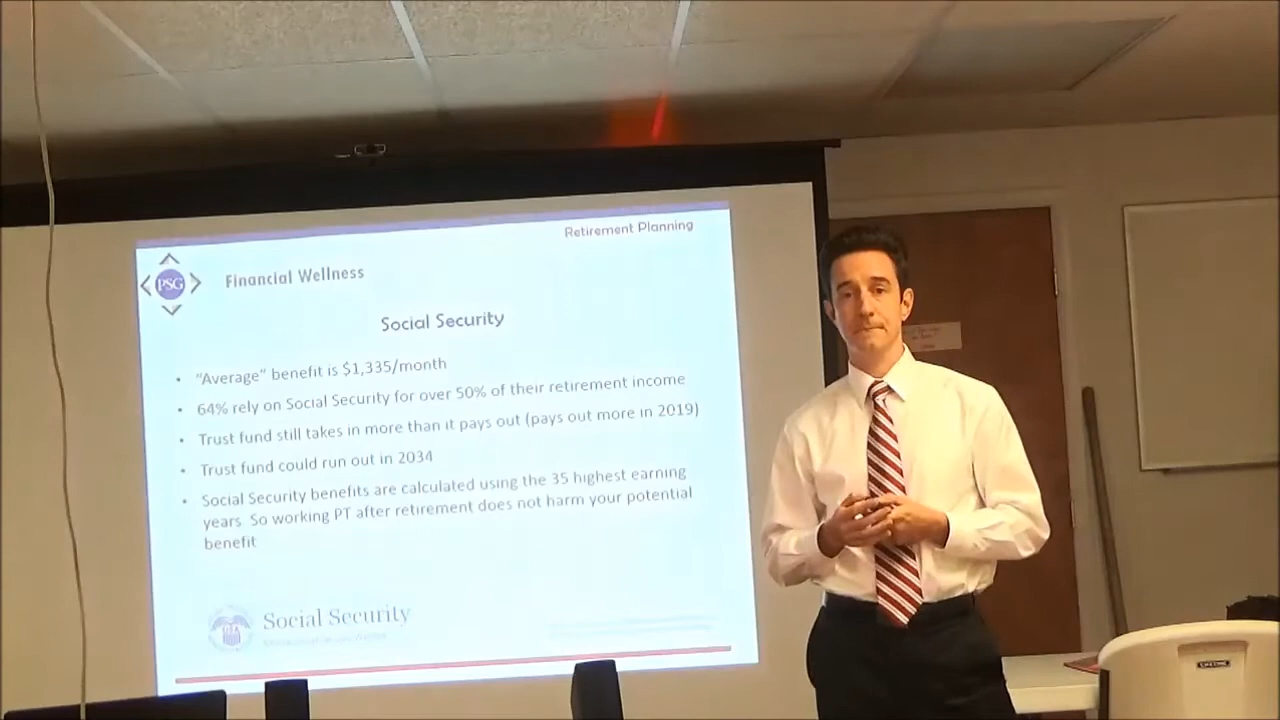 Retirement Planning
PSG
Financial Wellness
Social Security
• "Average" benefit is $1,335/month
• 64% rely on Social Security for over 50% of their retirement income
• Trust fund still takes in more than it pays out (pays out more in 2019)
• Trust fund could run out in 2034
• Social Security benefits are calculated using the 35 highest earning
years. So working PT after retirement does not harm your potential
benefit
Social Security
LIFETIME